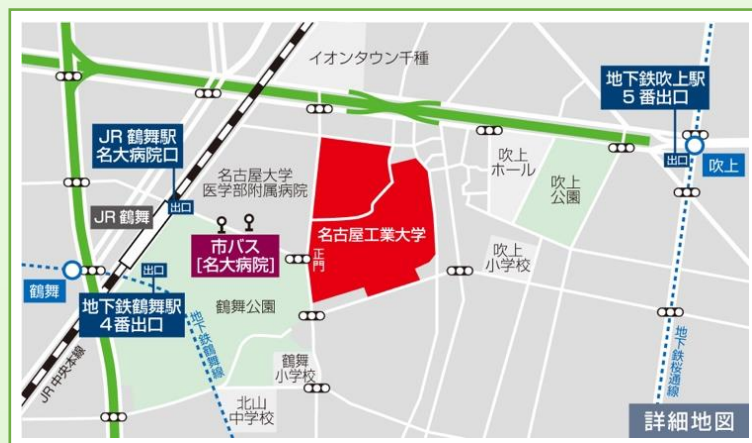 イオンタウン千種
地下鉄吹上駅
5番出口
JR 鶴舞駅
名大病院口
出口
吹上
吹上
ホール
吹上
公園
名古屋大学
医学部附属病院
出口
JR 鶴舞
市バス
[名大病院]
正門
名古屋工業大学
吹上
小学校
出口
鶴舞
地下鉄鶴舞駅
4番出口
鶴舞公園
地下鉄鶴舞線
地下鉄桜通線
鶴舞
小学校
JR 中央本線
北山
中学校
詳細地図